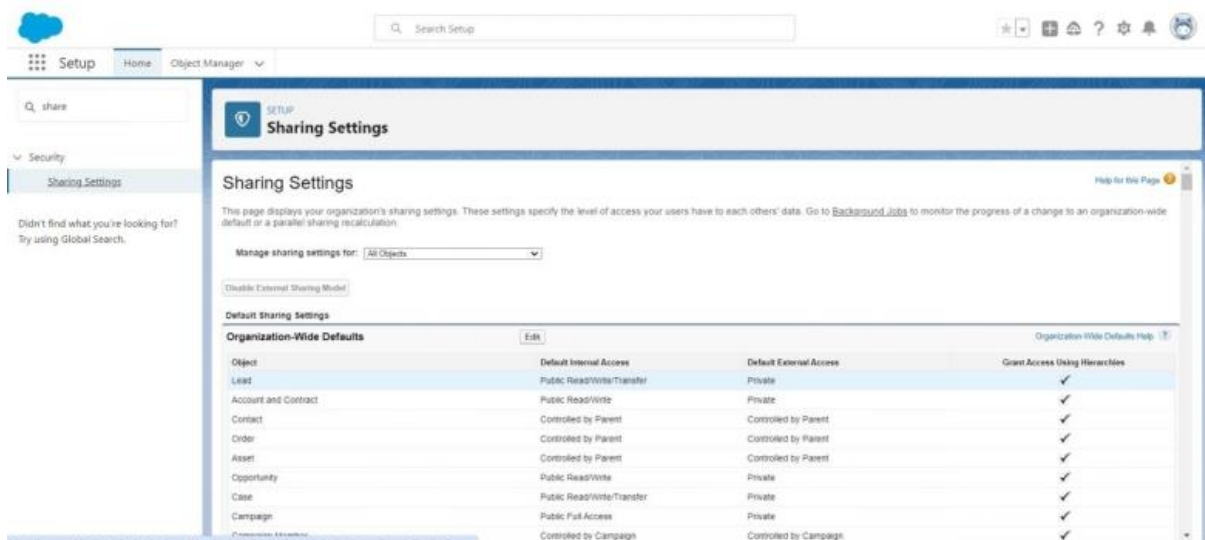 Search Setup
Setup
Home
Object Manager
share
Security
Sharing Settings
Didn't find what you're looking for?
Try using Global Search.
SETUP
Sharing Settings
Sharing Settings
Help for this Page
This page displays your organization's sharing settings. These settings specify the level of access your users have to each others' data. Go to Background Jobs to monitor the progress of a change to an organization-wide
default or a parallel sharing recalculation.
Manage sharing settings for: All Objects
Disable External Sharing Model
Default Sharing Settings
Organization-Wide Defaults Edit Organization-Wide Defaults Help ?
Object Default Internal Access Default External Access Grant Access Using Hierarchies
Lead Public Read/Write/Transfer Private ✓
Account and Contract Public Read/Write Private ✓
Contact Controlled by Parent Controlled by Parent ✓
Order Controlled by Parent Controlled by Parent ✓
Asset Controlled by Parent Controlled by Parent ✓
Opportunity Public Read/Write Private ✓
Case Public Read/Write/Transfer Private ✓
Campaign Public Full Access Private ✓
Campaign Member Controlled by Campaign Controlled by Campaign ✓